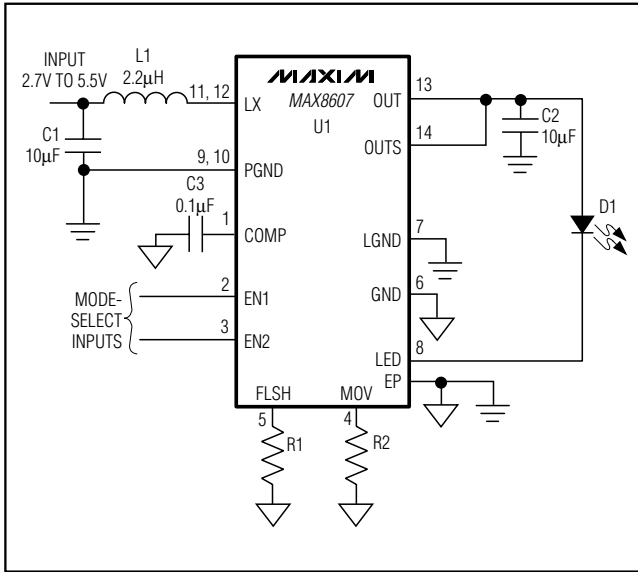 INPUT
2.7V TO 5.5V
L1
2.2μH
11, 12
LX
MAXIM
MAX8607
U1
OUT
13
C1
10μF
OUTS
14
C2
10μF
9, 10
PGND
C3
0.1μF
1
COMP
D1
LGND
7
GND
6
MODE-
SELECT
INPUTS
2
EN1
3
EN2
LED
8
EP
FLSH
MOV
5
4
R1
R2